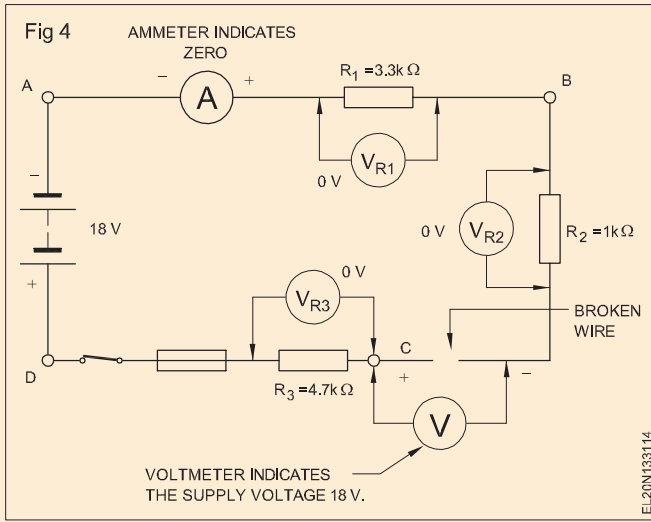 Fig 4
AMMETER INDICATES
ZERO
A
–
A
+
R1 =3.3k Ω
B
VR1
0 V
–
18 V
+
0 V
VR2
R2 =1k Ω
0 V
VR3
BROKEN
WIRE
D
R3 =4.7k Ω
C
+
–
V
VOLTMETER INDICATES
THE SUPPLY VOLTAGE 18 V.
EL20N133114